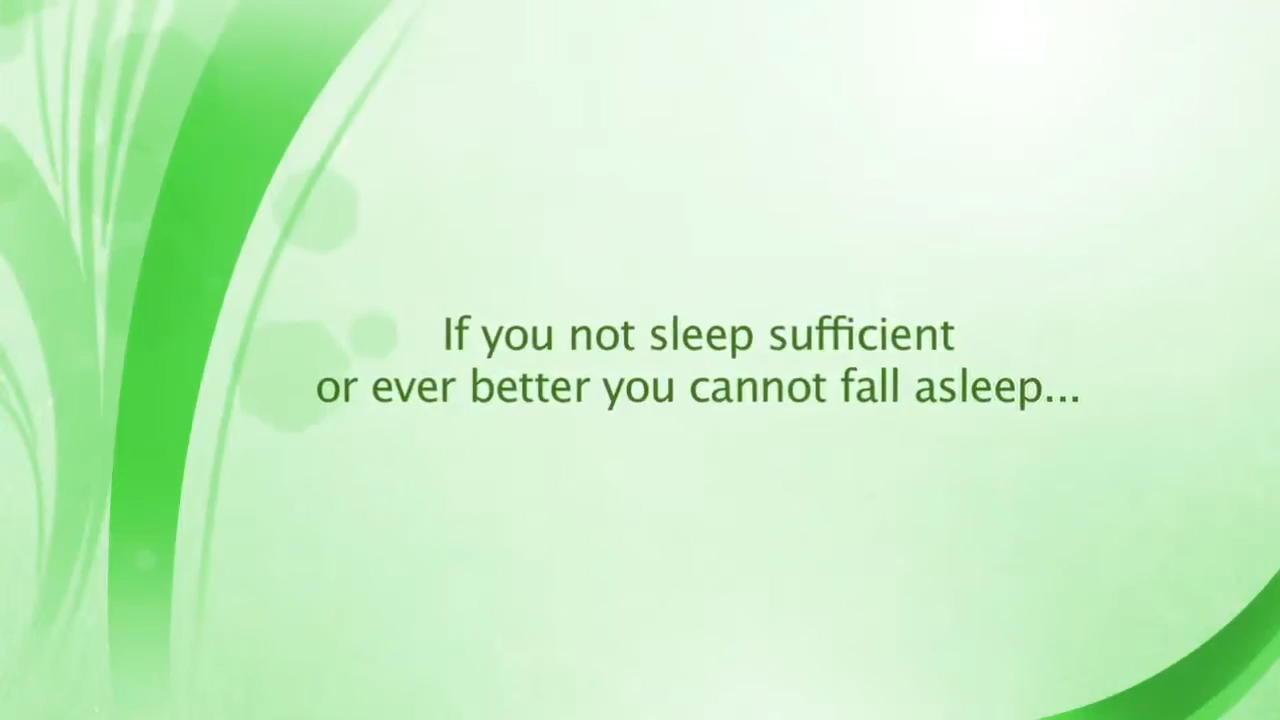 If you not sleep sufficient
or ever better you cannot fall asleep...